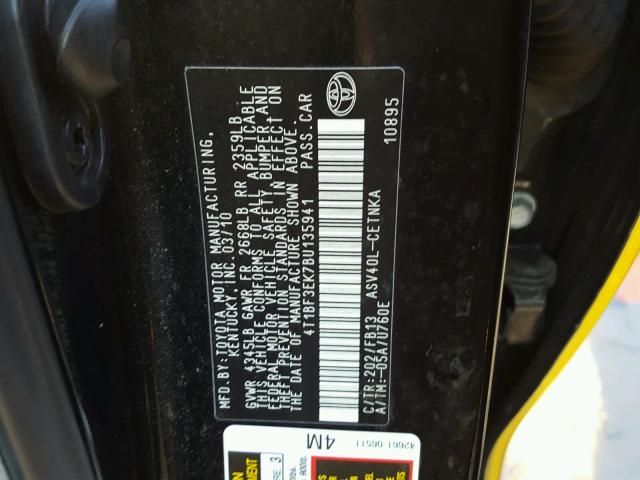 MFD.BY:TOYOTA MOTOR MANUFACTURING,
KENTUCKY, INC. 03/10
GVWR 4345LB GAWR FR 2668LB RR 2359LB
THIS VEHICLE CONFORMS TO ALL APPLICABLE
FEDERAL MOTOR VEHICLE SAFETY BUMPER,AND
THEFT PREVENTION STANDARDS IN EFFECT ON
THE DATE OF MANUFACTURE SHOWN ABOVE.
4T1BF3EK7BU135941 PASS.CAR
C/TR:202/FB13 ASV40L-CETNKA
A/TM:-05A/U760E 10895
4M
42661 06511